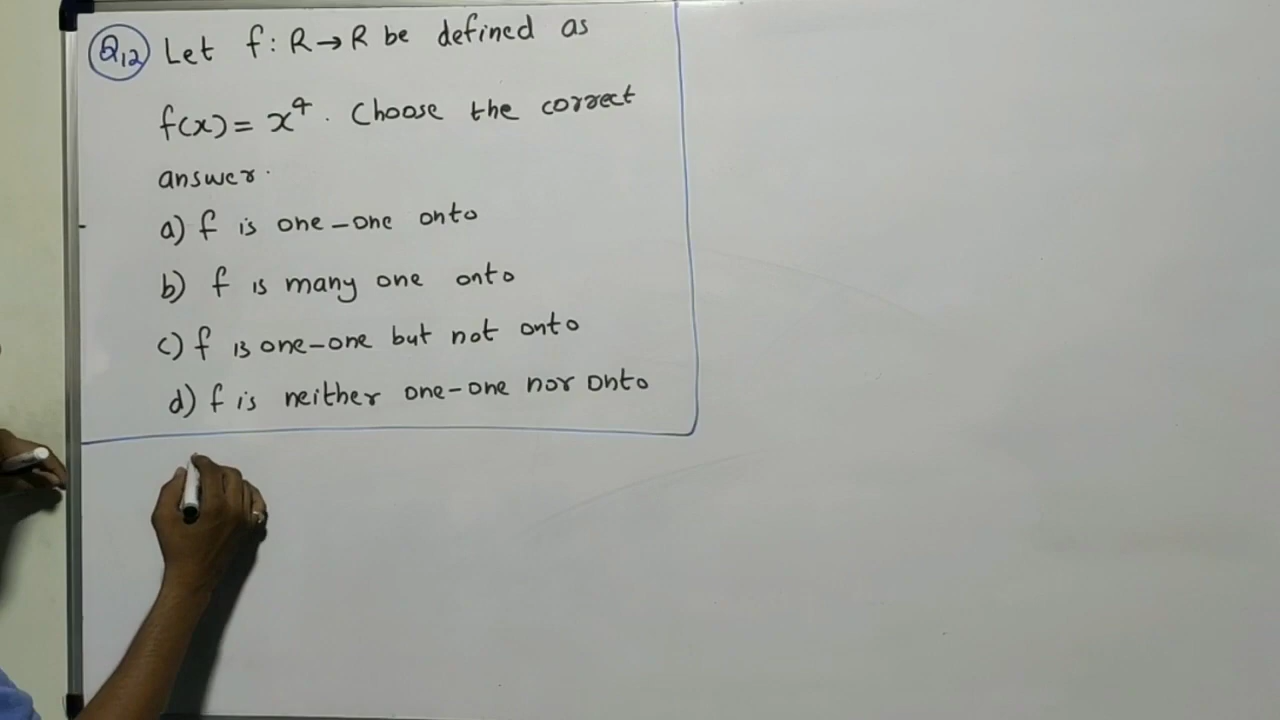 Q12 Let f: R→R be defined as
f(x) = x⁴. Choose the correct
answer.
a) f is one-one onto
b) f is many one onto
c) f is one-one but not onto
d) f is neither one-one nor onto